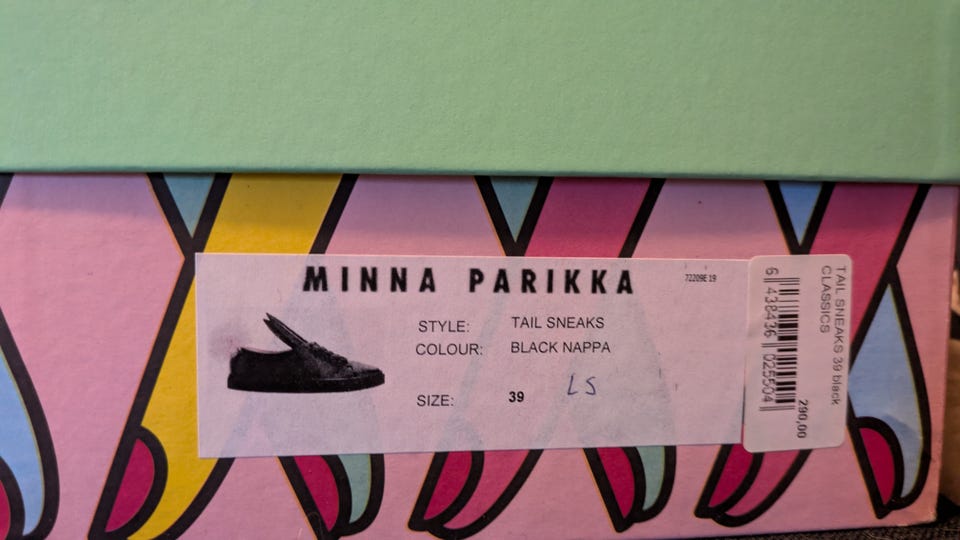 MINNA PARIKKA
72209E 19
STYLE: TAIL SNEAKS
COLOUR: BLACK NAPPA
SIZE: 39 LS
TAIL SNEAKS 39 black
CLASSICS
6 438436 025504
290,00